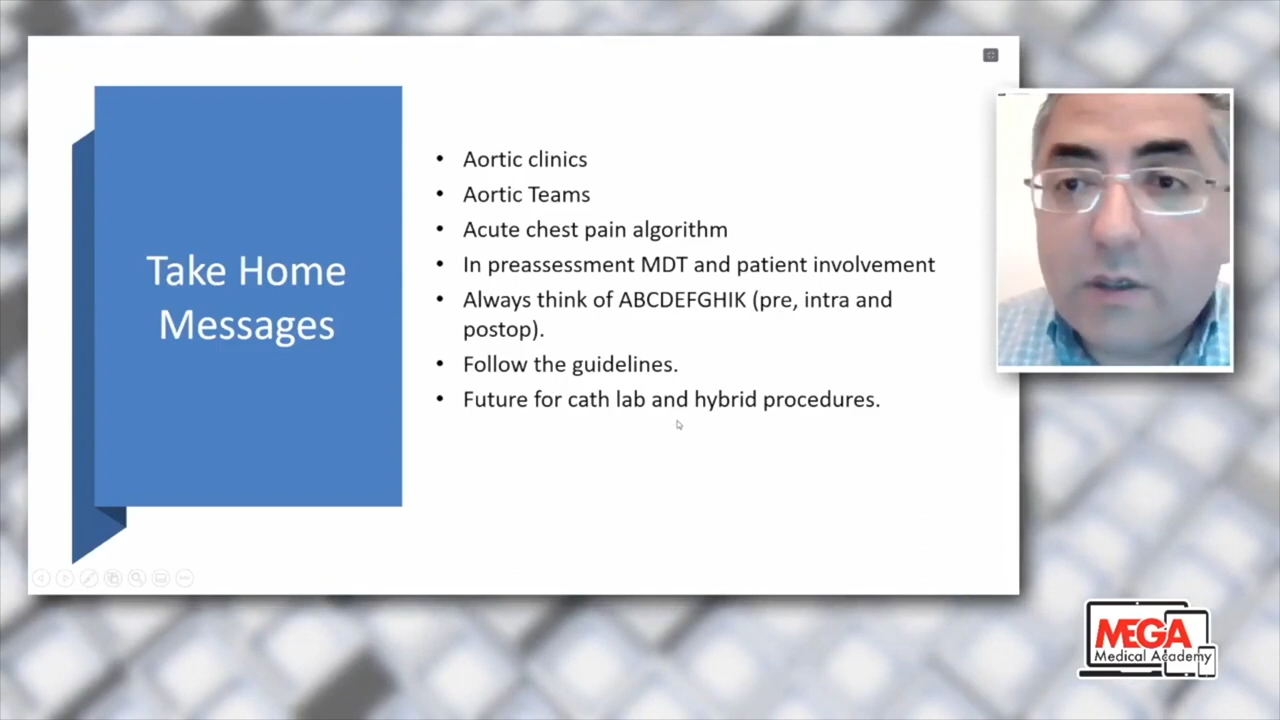 Take Home
Messages
• Aortic clinics
• Aortic Teams
• Acute chest pain algorithm
• In preassessment MDT and patient involvement
• Always think of ABCDEFGHIK (pre, intra and
postop).
• Follow the guidelines.
• Future for cath lab and hybrid procedures.
MEGA
Medical Academy